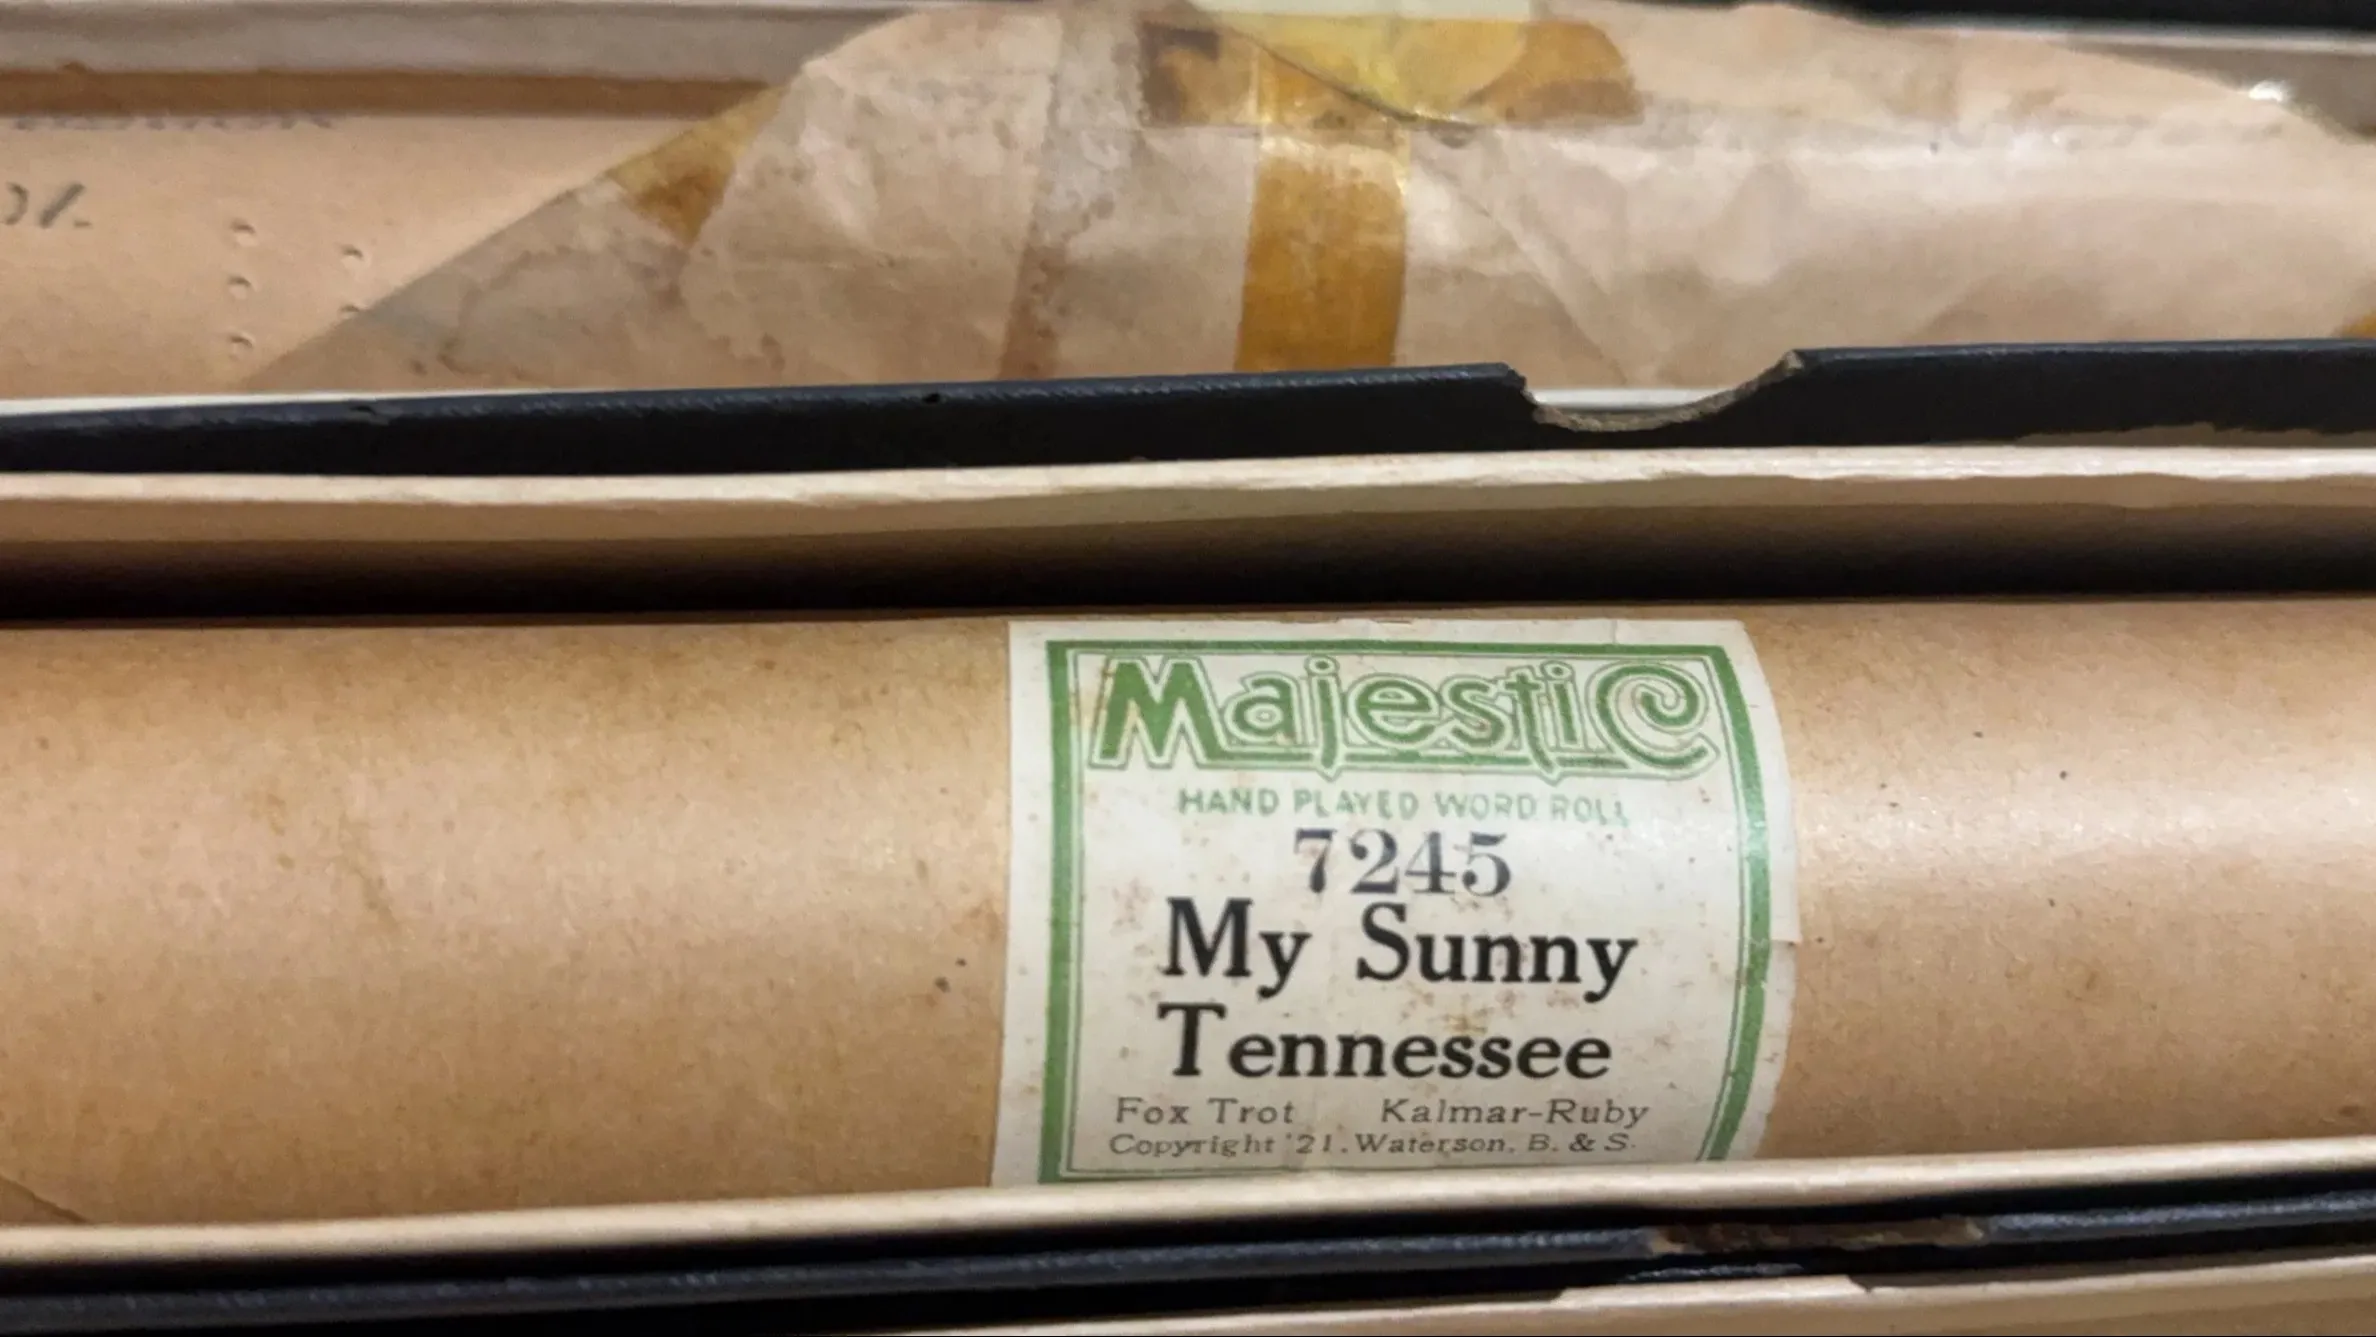 MajestiC
HAND PLAYED WORD ROLL
7245
My Sunny
Tennessee
Fox Trot Kalmar-Ruby
Copyright '21. Waterson, B. & S.